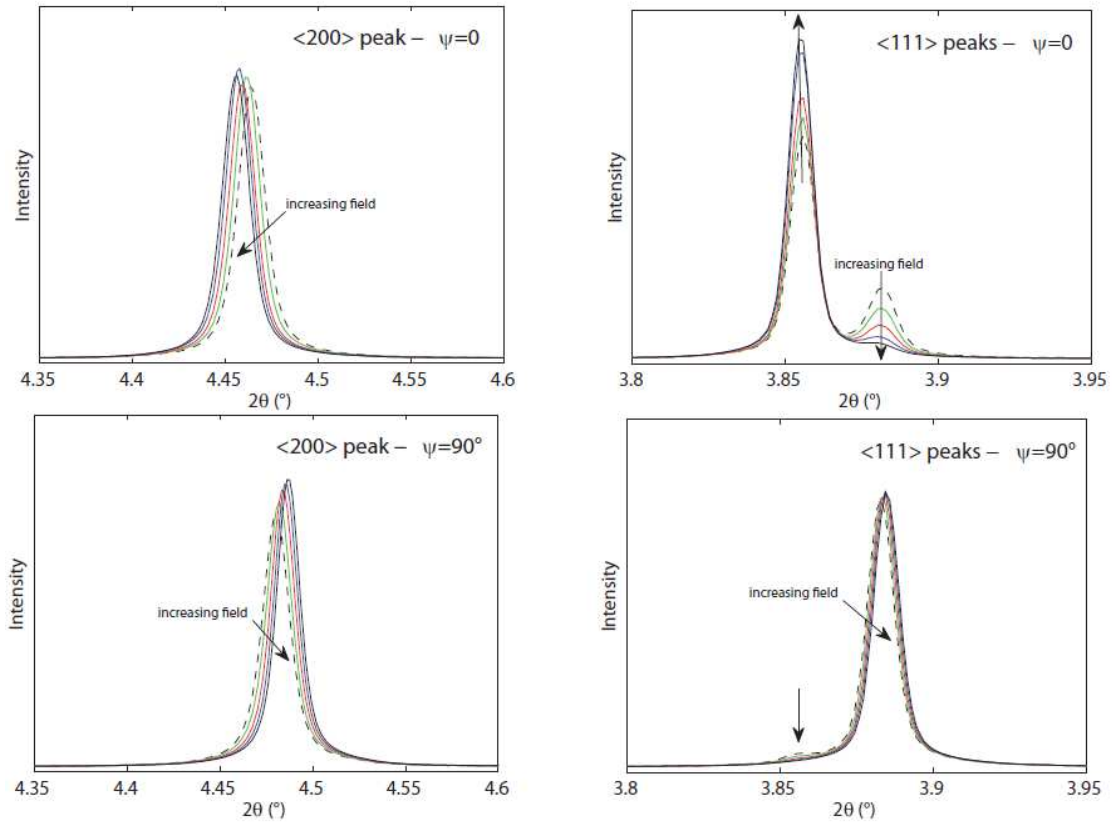 <200> peak – ψ=0
Intensity
increasing field
4.35 4.4 4.45 4.5 4.55 4.6
2θ (°)
<111> peaks – ψ=0
Intensity
increasing field
3.8 3.85 3.9 3.95
2θ (°)
<200> peak – ψ=90°
Intensity
increasing field
4.35 4.4 4.45 4.5 4.55 4.6
2θ (°)
<111> peaks – ψ=90°
Intensity
increasing field
3.8 3.85 3.9 3.95
2θ (°)